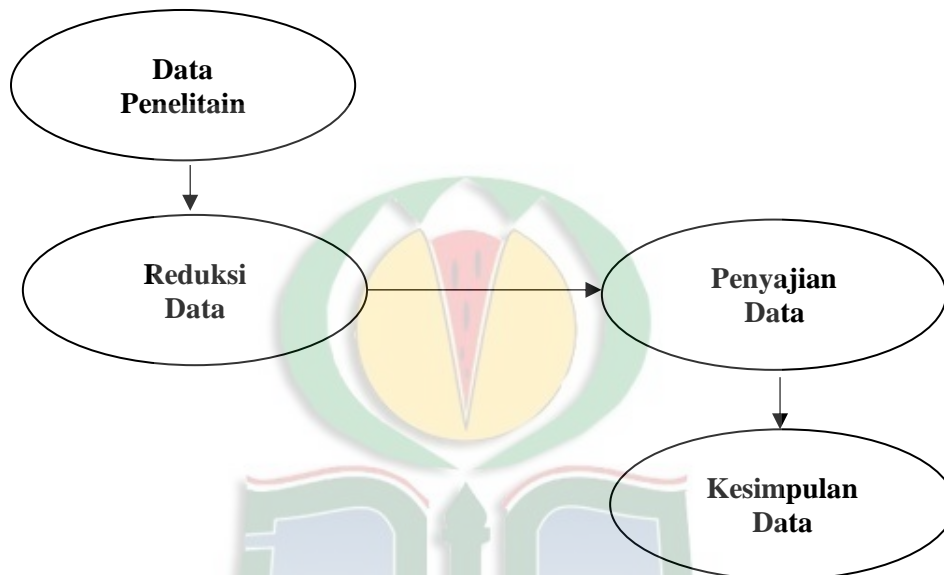 Data
Penelitain
Reduksi
Data
Penyajian
Data
Kesimpulan
Data